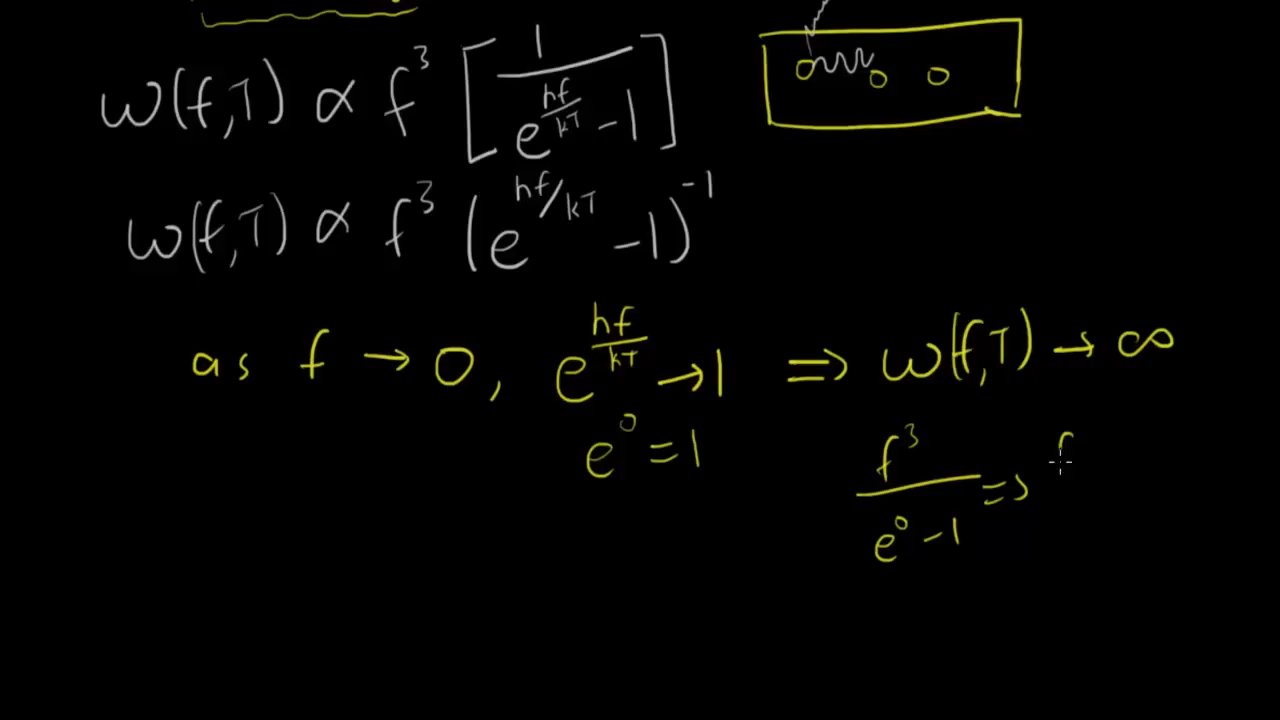 w(f,T) ∝ f³ [1/(e^(hf/kT) -1)]
w(f,T) ∝ f³ (e^(hf/kT) -1)⁻¹
as f → 0, e^(hf/kT) → 1 ⇒ w(f,T) → ∞
e⁰ = 1
f³/(e⁰ -1) ⇒ f